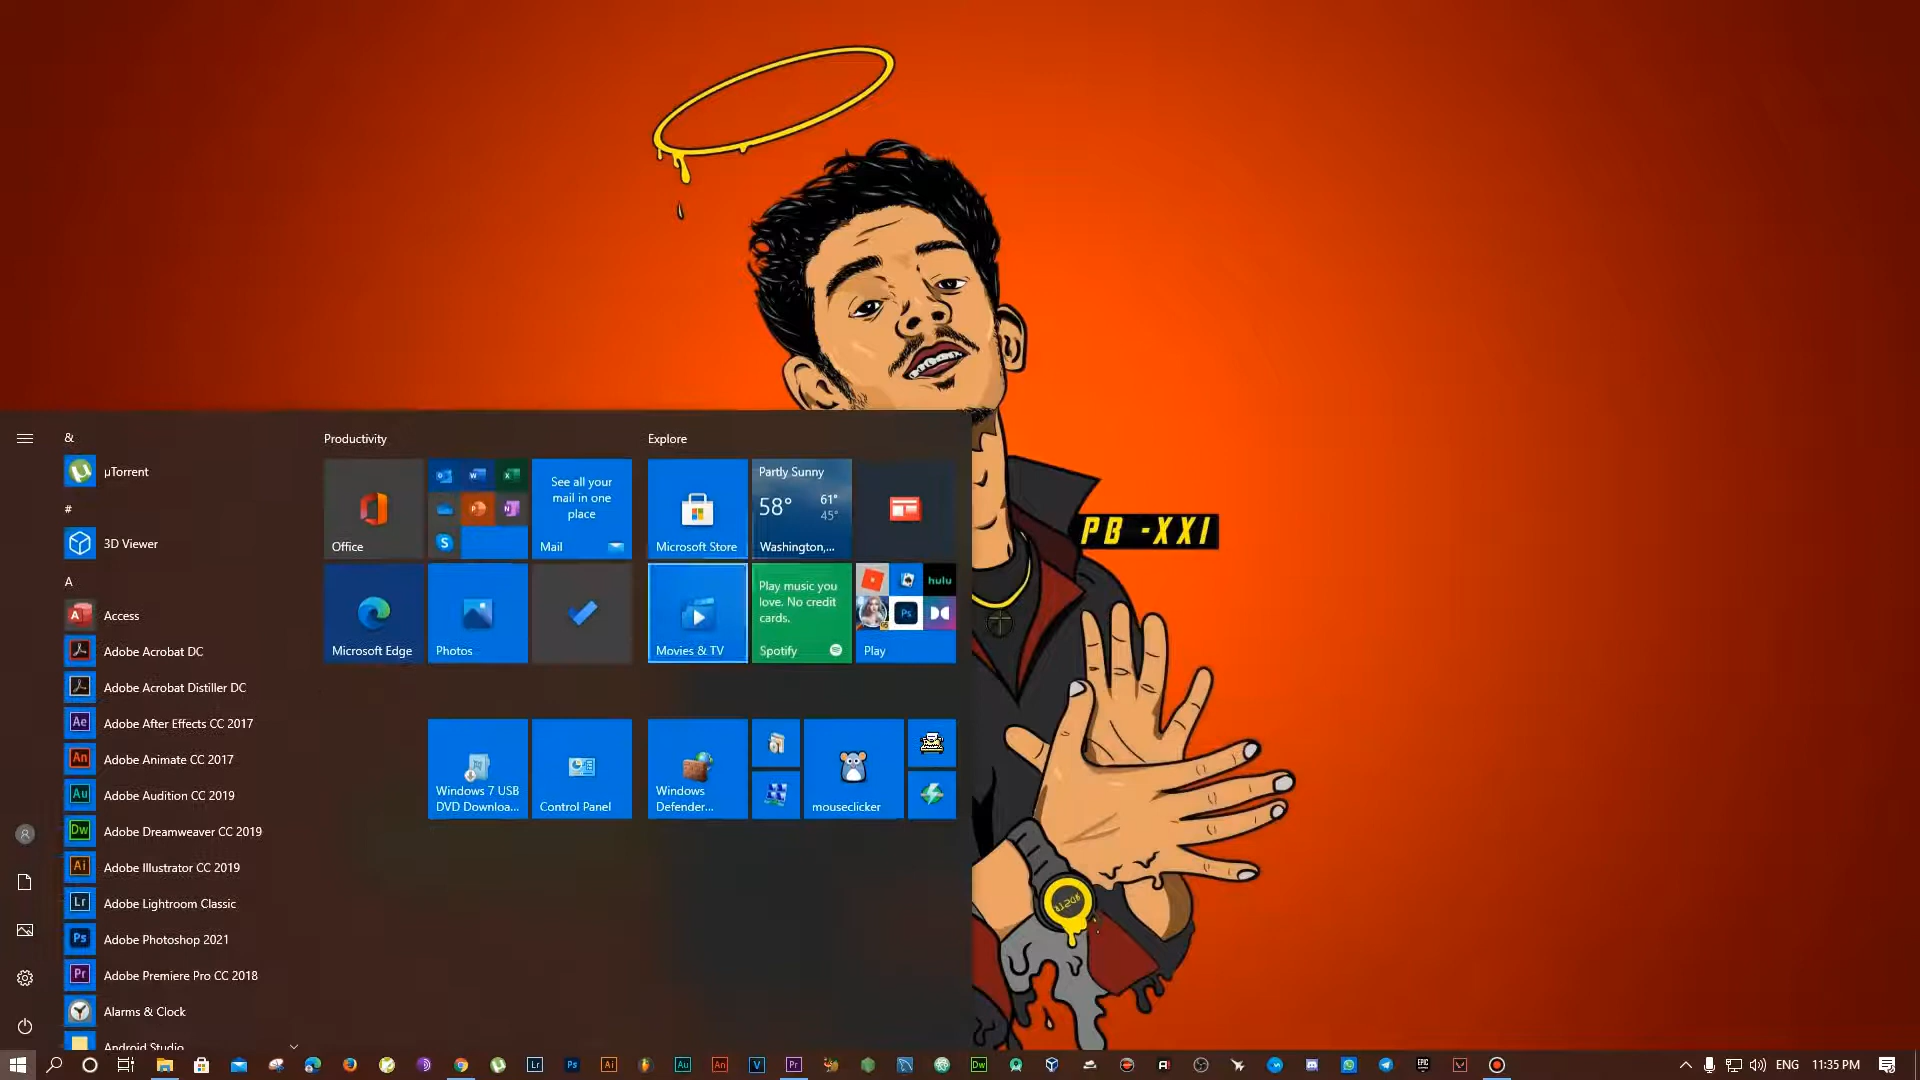 PB -XXI
&
µTorrent
#
3D Viewer
A
Access
Adobe Acrobat DC
Adobe Acrobat Distiller DC
Adobe After Effects CC 2017
Adobe Animate CC 2017
Adobe Audition CC 2019
Adobe Dreamweaver CC 2019
Adobe Illustrator CC 2019
Adobe Lightroom Classic
Adobe Photoshop 2021
Adobe Premiere Pro CC 2018
Alarms & Clock
Android Studio
Productivity
Office
See all your
mail in one
place
Mail
Microsoft Edge
Photos
Explore
Microsoft Store
Partly Sunny
58° 61°
45°
Washington,...
Movies & TV
Play music you
love. No credit
cards.
Spotify
hulu
Ps
Play
Windows 7 USB
DVD Downloa...
Control Panel
Windows
Defender...
mouseclicker
ENG
11:35 PM